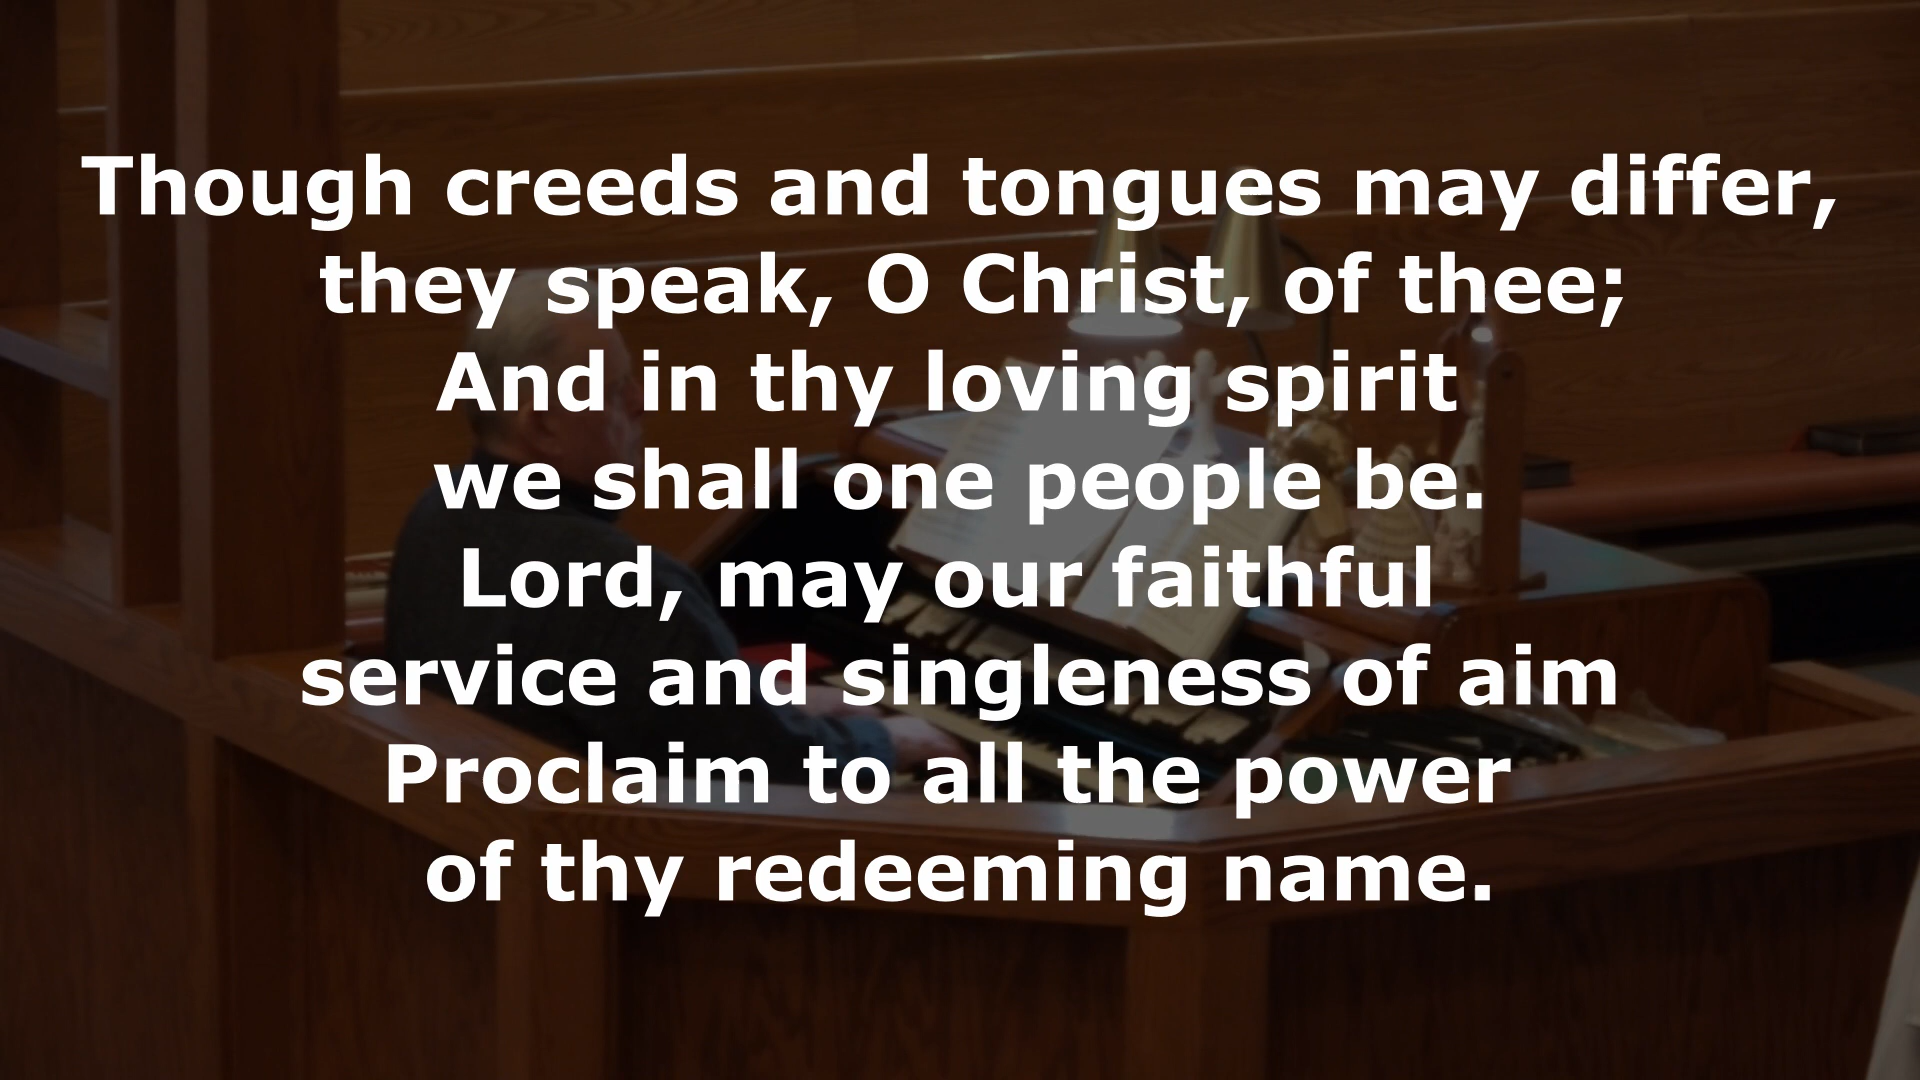 Though creeds and tongues may differ,
they speak, O Christ, of thee;
And in thy loving spirit
we shall one people be.
Lord, may our faithful
service and singleness of aim
Proclaim to all the power
of thy redeeming name.